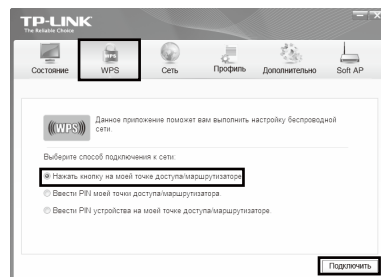 TP-LINK
The Reliable Choice
Состояние WPS Сеть Профиль Дополнительно Soft AP
WPS
Данное приложение поможет вам выполнить настройку беспроводной
сети.
Выберите способ подключения к сети:
Нажать кнопку на моей точке доступа/маршрутизаторе
Ввести PIN моей точки доступа/маршрутизатора.
Ввести PIN устройства на моей точке доступа/маршрутизаторе.
Подключить